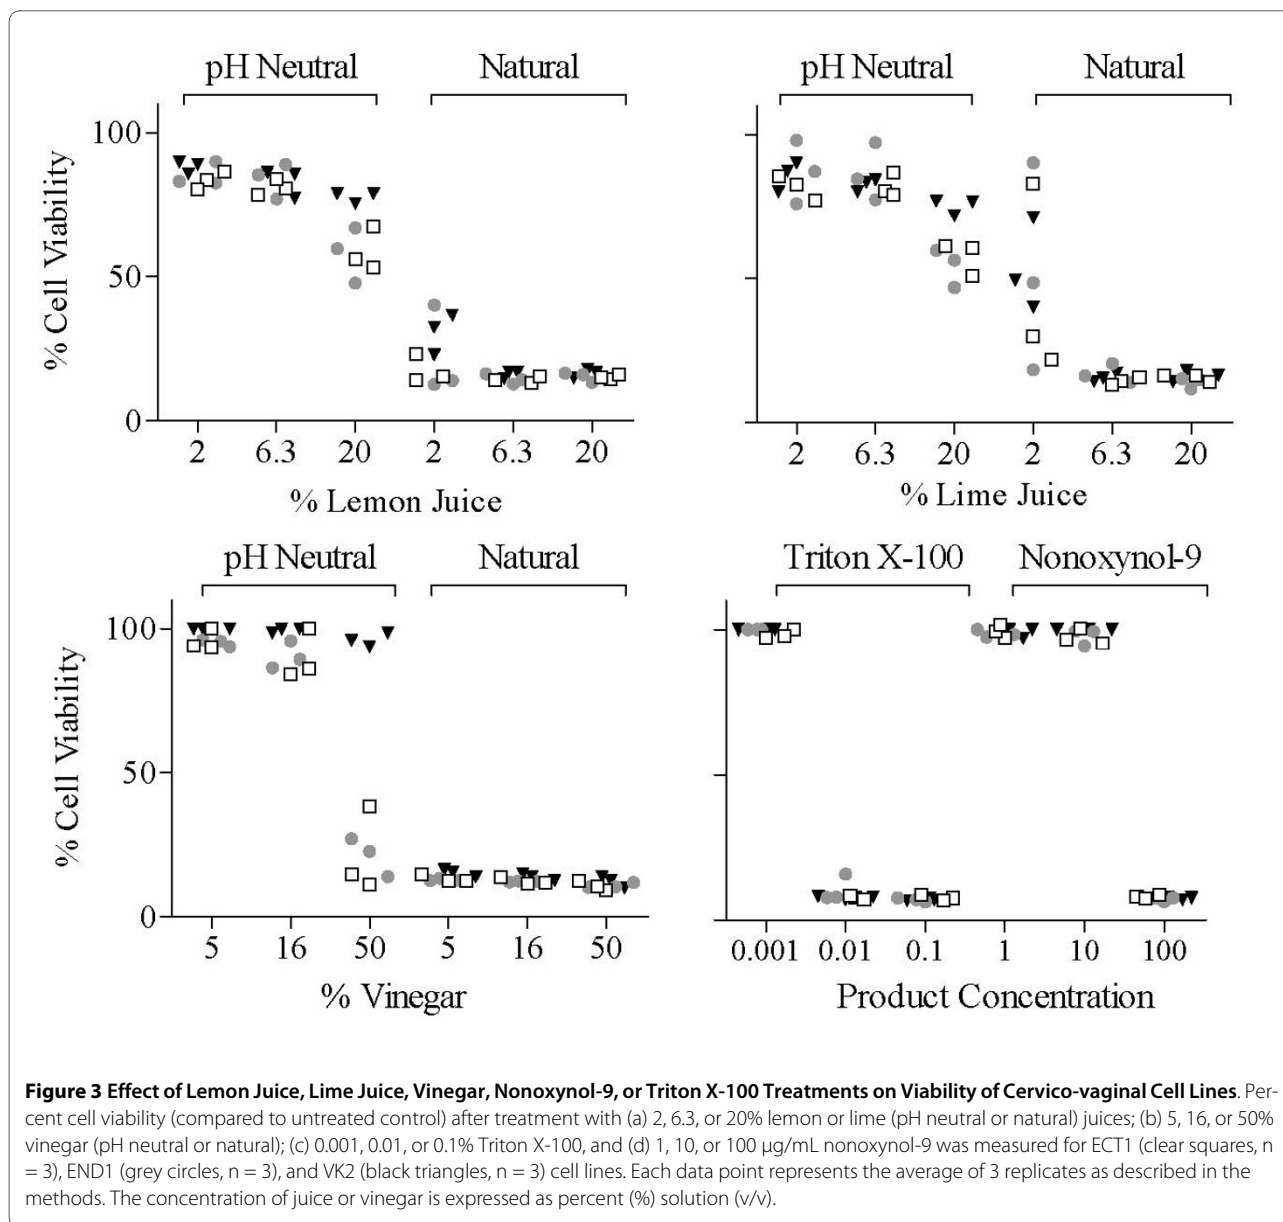 pH Neutral Natural
pH Neutral Natural
% Cell Viability
100
50
0
2 6.3 20 2 6.3 20
2 6.3 20 2 6.3 20
% Lemon Juice
% Lime Juice
pH Neutral Natural
Triton X-100 Nonoxynol-9
% Cell Viability
100
50
0
5 16 50 5 16 50
0.001 0.01 0.1 1 10 100
% Vinegar
Product Concentration
Figure 3 Effect of Lemon Juice, Lime Juice, Vinegar, Nonoxynol-9, or Triton X-100 Treatments on Viability of Cervico-vaginal Cell Lines. Per-
cent cell viability (compared to untreated control) after treatment with (a) 2, 6.3, or 20% lemon or lime (pH neutral or natural) juices; (b) 5, 16, or 50%
vinegar (pH neutral or natural); (c) 0.001, 0.01, or 0.1% Triton X-100, and (d) 1, 10, or 100 μg/mL nonoxynol-9 was measured for ECT1 (clear squares, n
= 3), END1 (grey circles, n = 3), and VK2 (black triangles, n = 3) cell lines. Each data point represents the average of 3 replicates as described in the
methods. The concentration of juice or vinegar is expressed as percent (%) solution (v/v).